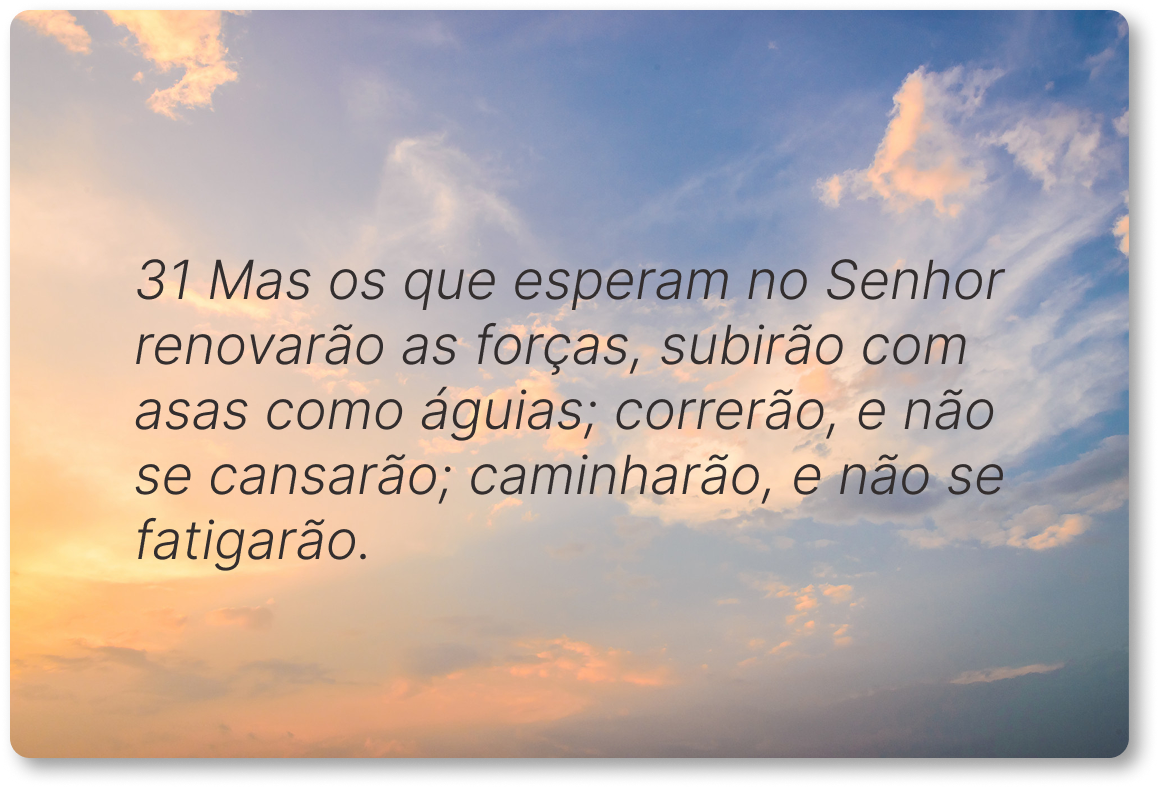 31 Mas os que esperam no Senhor
renovarão as forças, subirão com
asas como águias; correrão, e não
se cansarão; caminharão, e não se
fatigarão.